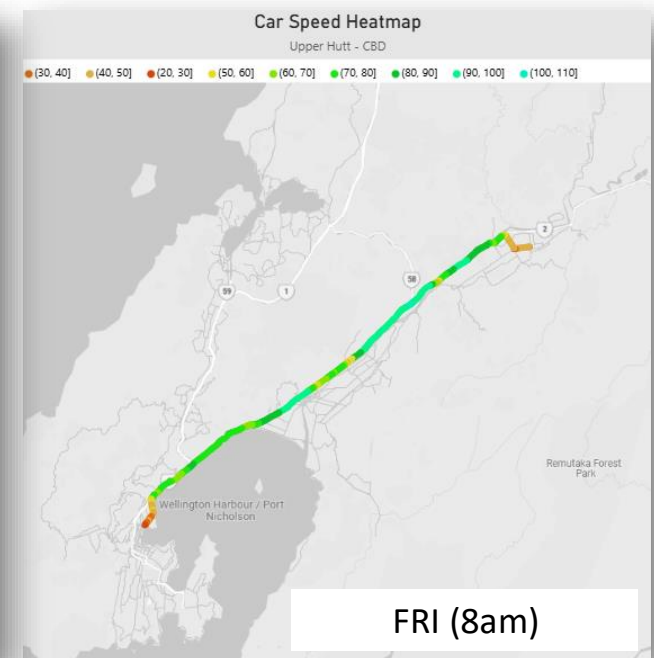 Car Speed Heatmap
Upper Hutt - CBD
(30, 40] (40, 50] (20, 30] (50, 60] (60, 70] (70, 80] (80, 90] (90, 100] (100, 110]
2
58
59
1
Remutaka Forest
Park
Wellington Harbour / Port
Nicholson
FRI (8am)